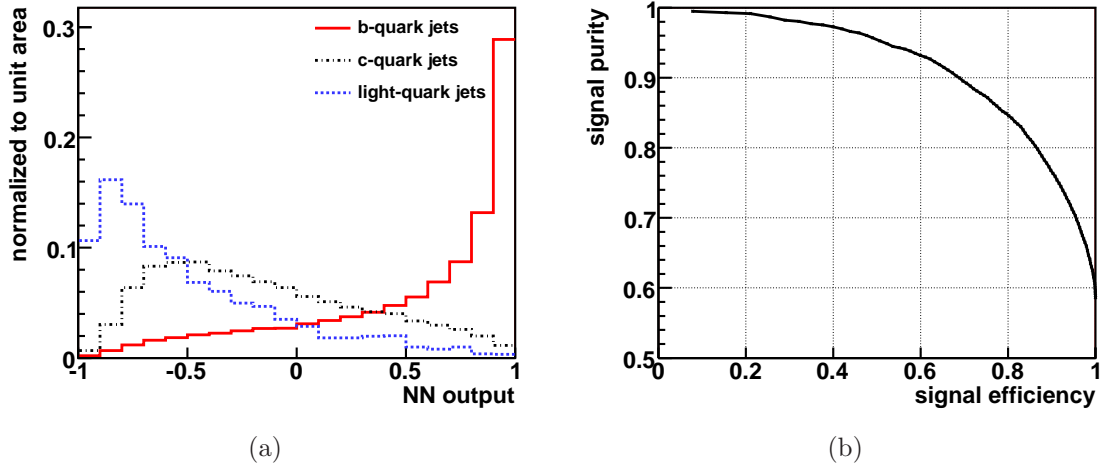 normalized to unit area
0.3
0.2
0.1
0
b-quark jets
c-quark jets
light-quark jets
-1
-0.5
0
0.5
1
NN output
(a)
signal purity
1
0.9
0.8
0.7
0.6
0.5
0
0.2
0.4
0.6
0.8
1
signal efficiency
(b)